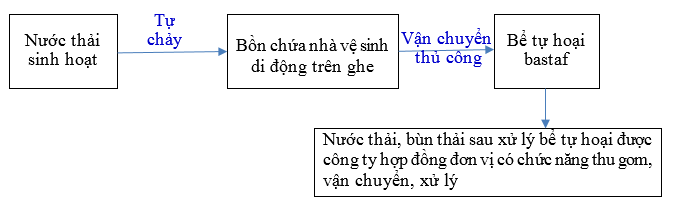 Nước thải
sinh hoạt
Tự
chảy
Bồn chứa nhà vệ sinh
di động trên ghe
Vận chuyển
thủ công
Bể tự hoại
bastaf
Nước thải, bùn thải sau xử lý bể tự hoại được
công ty hợp đồng đơn vị có chức năng thu gom,
vận chuyển, xử lý